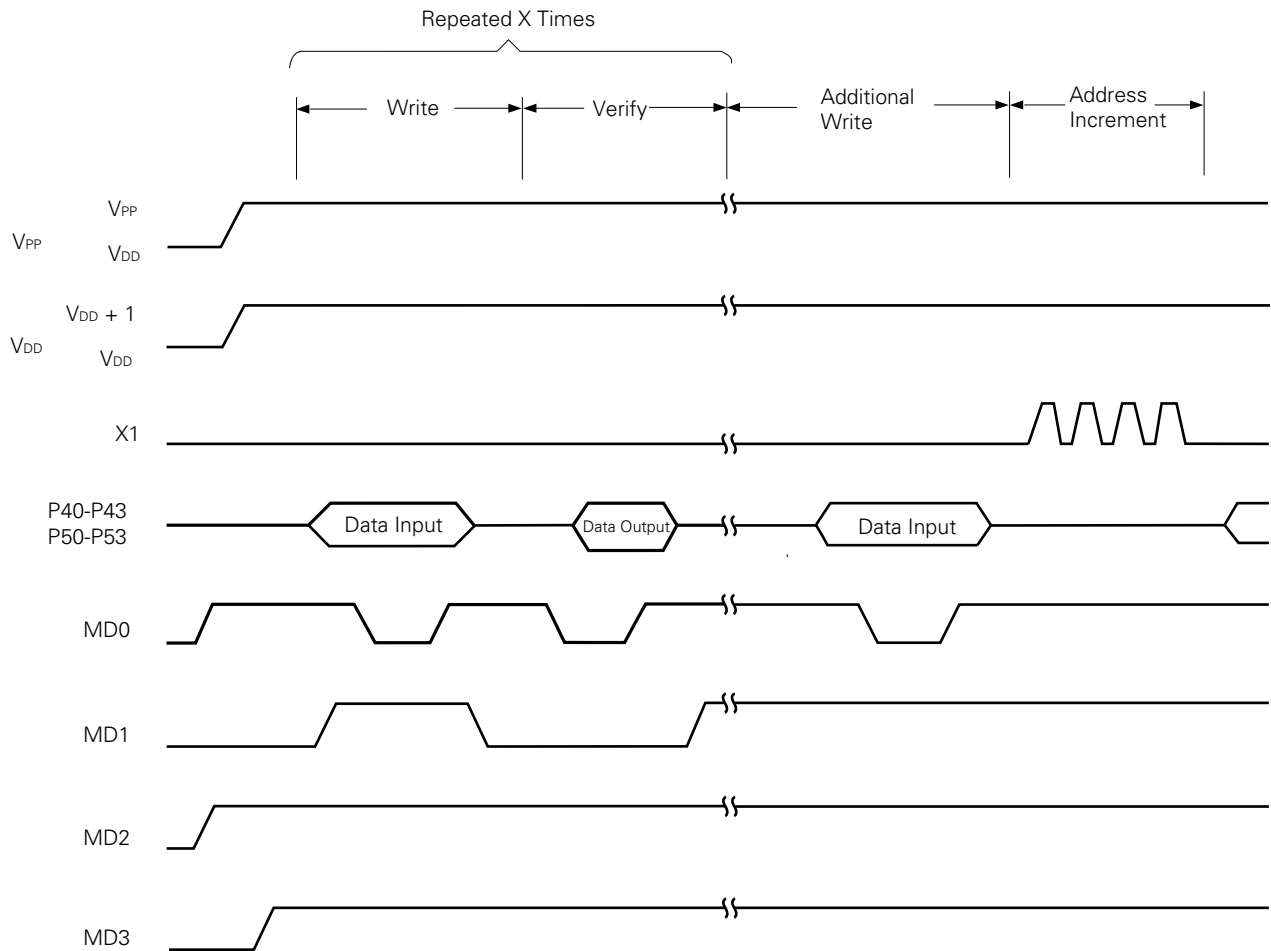 Repeated X Times
Write
Verify
Additional
Write
Address
Increment
VPP
VPP
VDD
VDD + 1
VDD
VDD
X1
P40-P43
P50-P53
Data Input
Data Output
Data Input
MD0
MD1
MD2
MD3